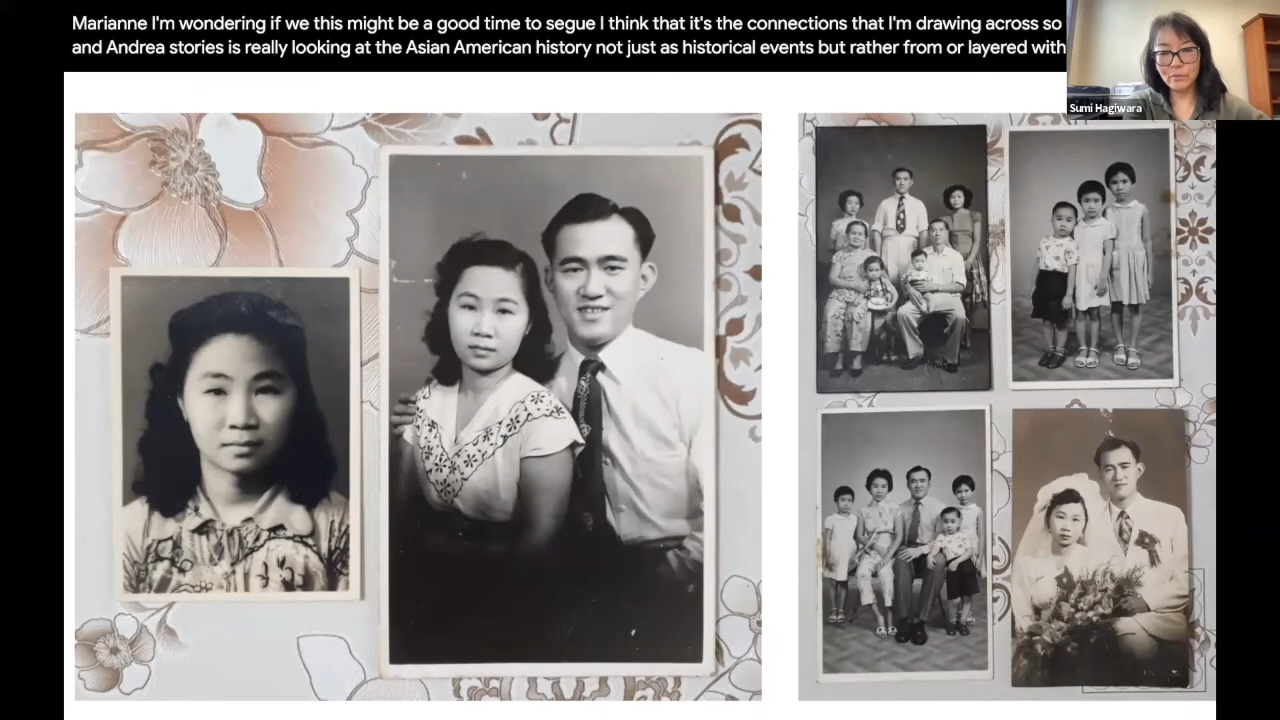 Marianne I'm wondering if we this might be a good time to segue I think that it's the connections that I'm drawing across so
and Andrea stories is really looking at the Asian American history not just as historical events but rather from or layered with
Sumi Hagiwara